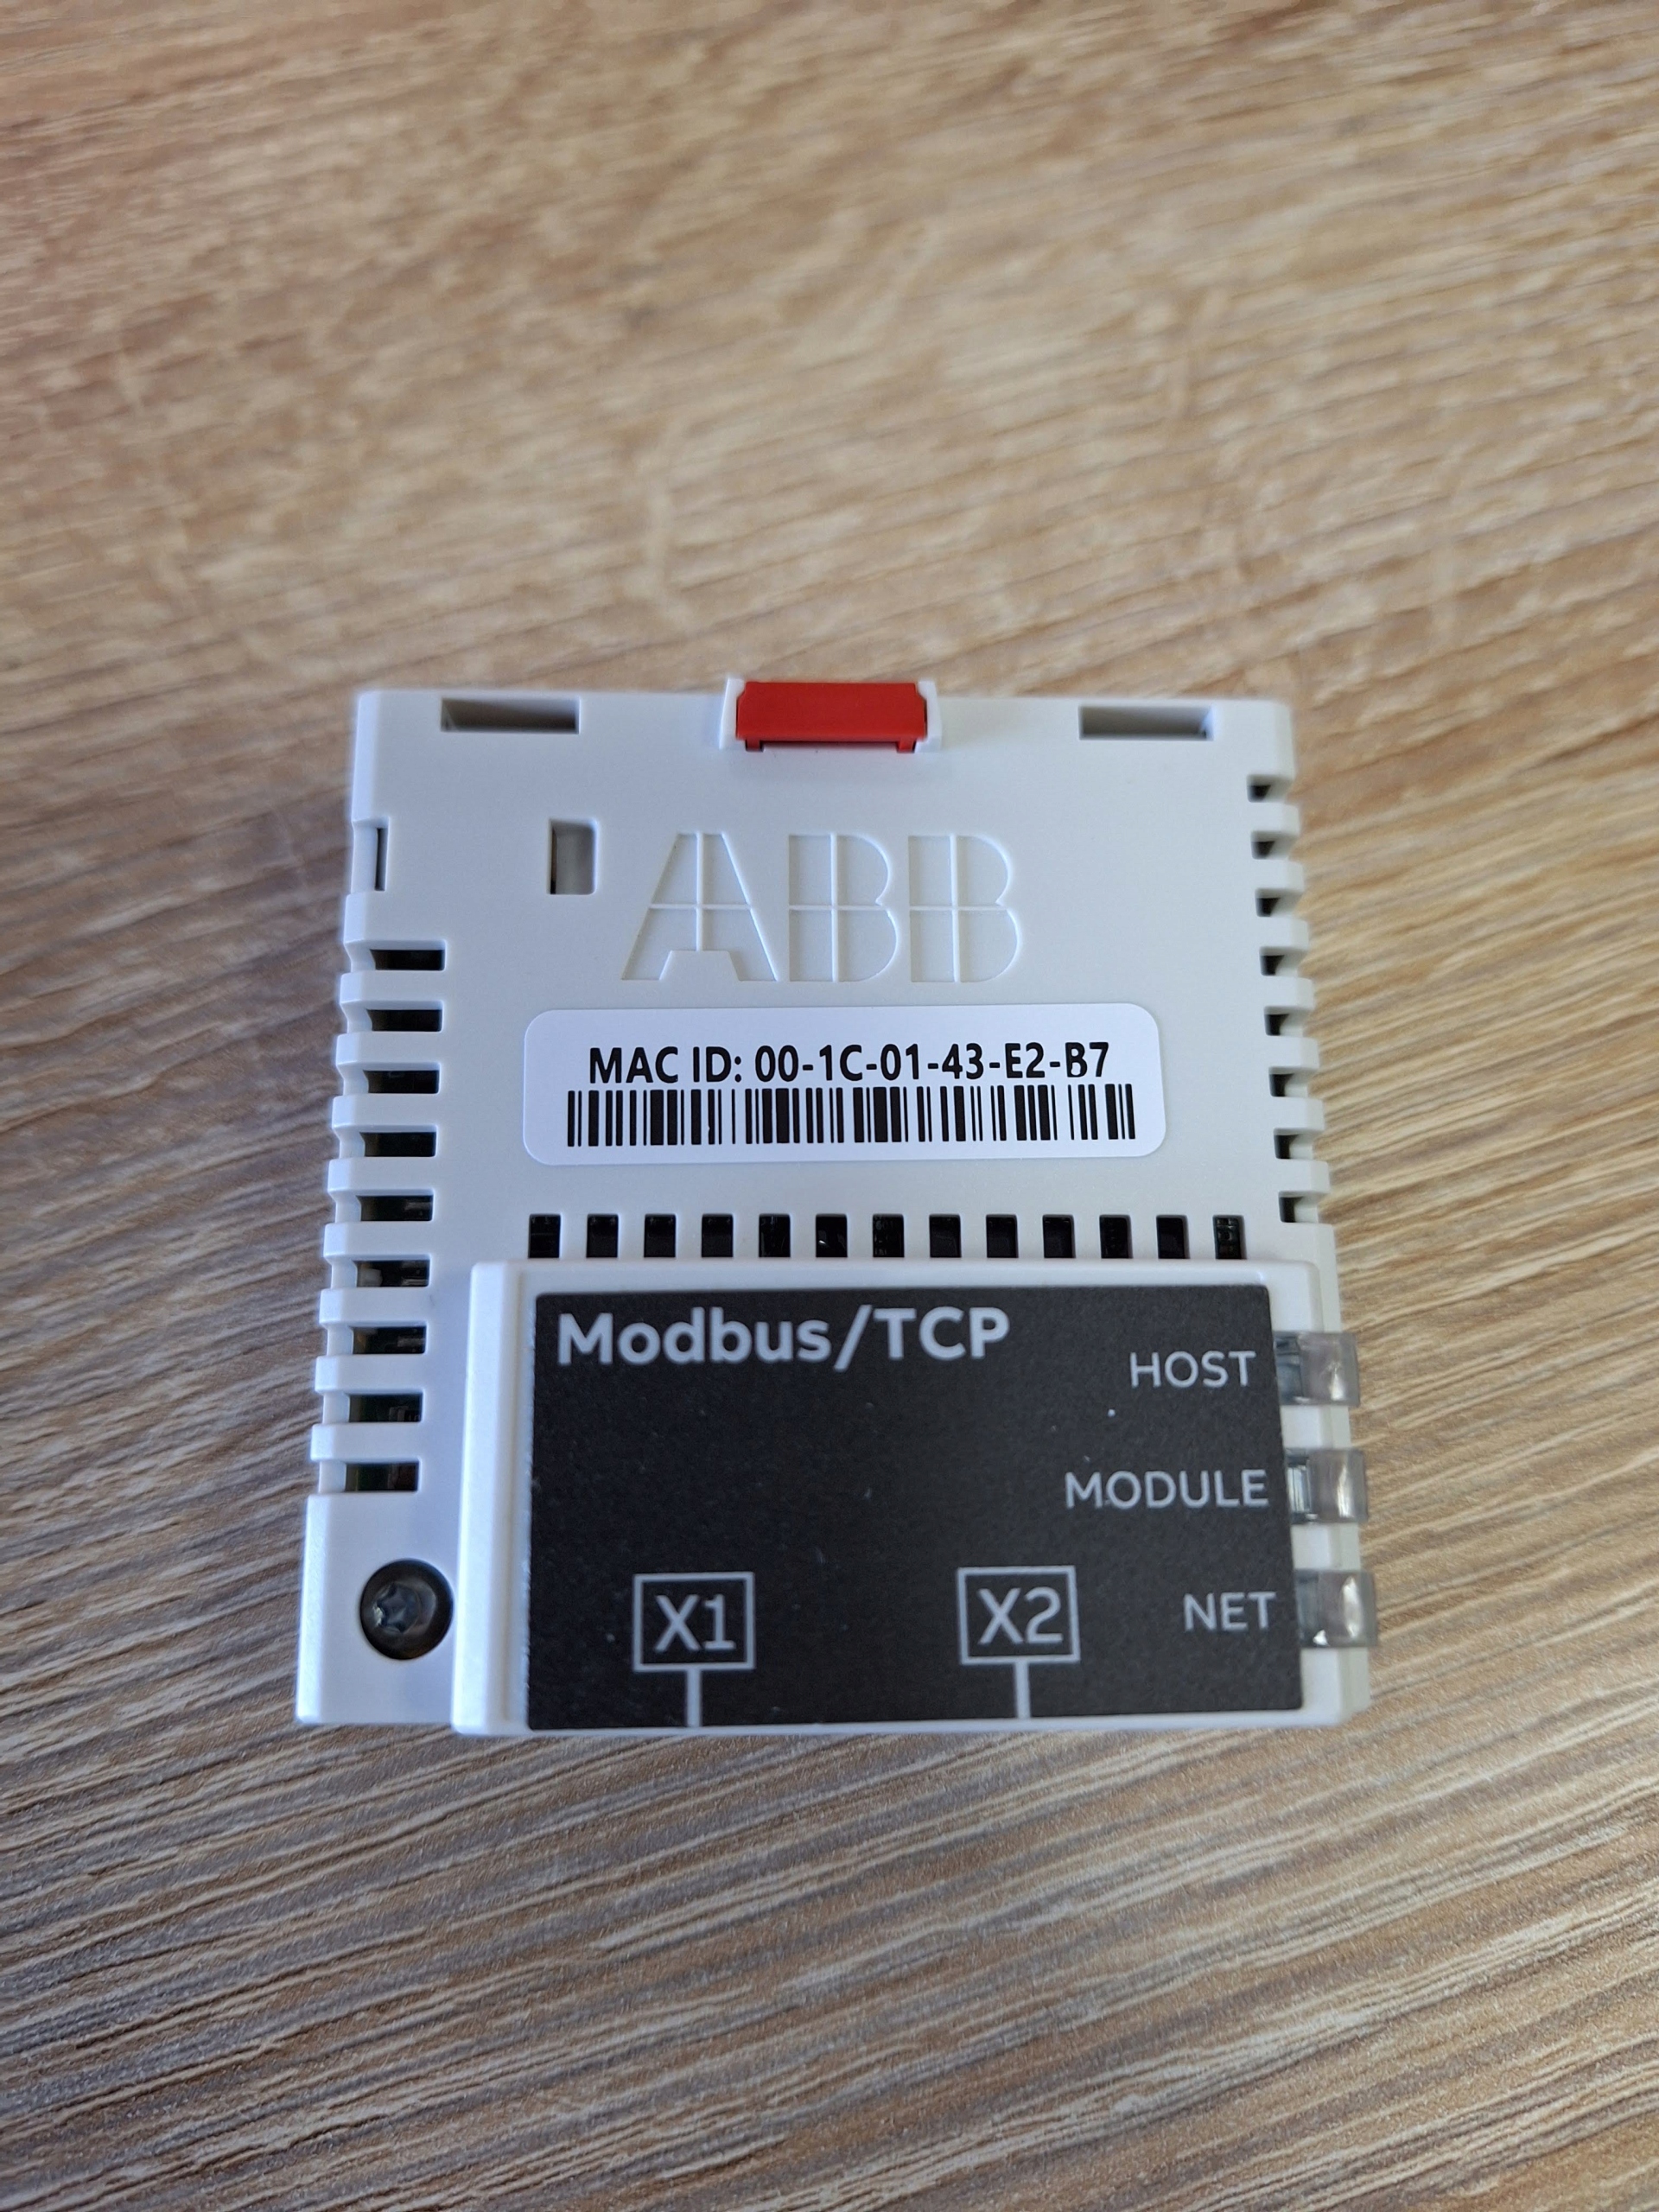 ABB
MAC ID: 00-1C-01-43-E2-B7
Modbus/TCP
HOST
MODULE
X1
X2
NET